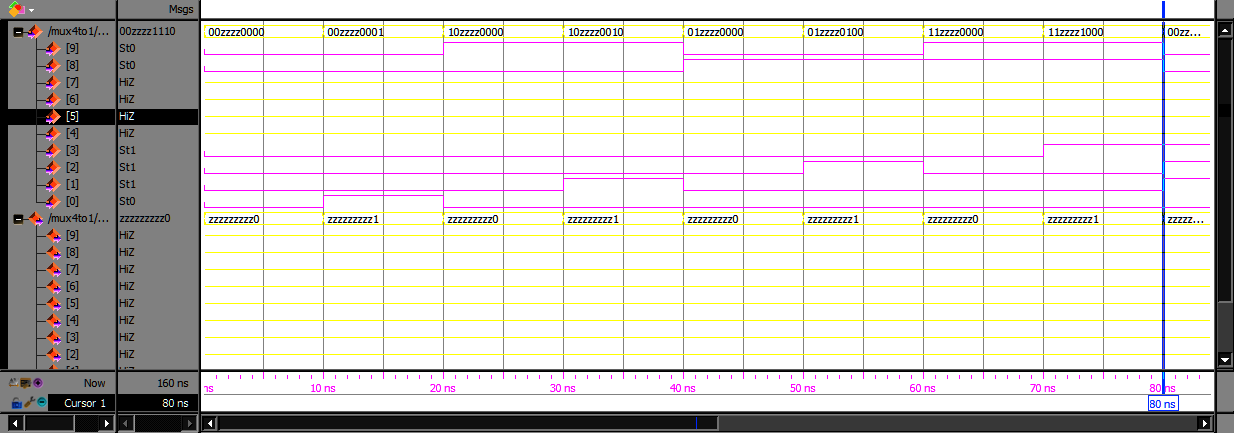 Msgs
/mux4to1/... 00zzzz1110 00zzzz0000 00zzzz0001 10zzzz0000 10zzzz0010 01zzzz0000 01zzzz0100 11zzzz0000 11zzzz1000 00zz...
[9] St0
[8] St0
[7] HiZ
[6] HiZ
[5] HiZ
[4] HiZ
[3] St1
[2] St1
[1] St1
[0] St0
/mux4to1/... zzzzzzzzz0 zzzzzzzzz0 zzzzzzzzz1 zzzzzzzzz0 zzzzzzzzz1 zzzzzzzzz0 zzzzzzzzz1 zzzzzzzzz0 zzzzzzzzz1 zzzzz...
[9] HiZ
[8] HiZ
[7] HiZ
[6] HiZ
[5] HiZ
[4] HiZ
[3] HiZ
[2] HiZ
Now 160 ns ns 10 ns 20 ns 30 ns 40 ns 50 ns 60 ns 70 ns 80 ns
Cursor 1 80 ns 80 ns